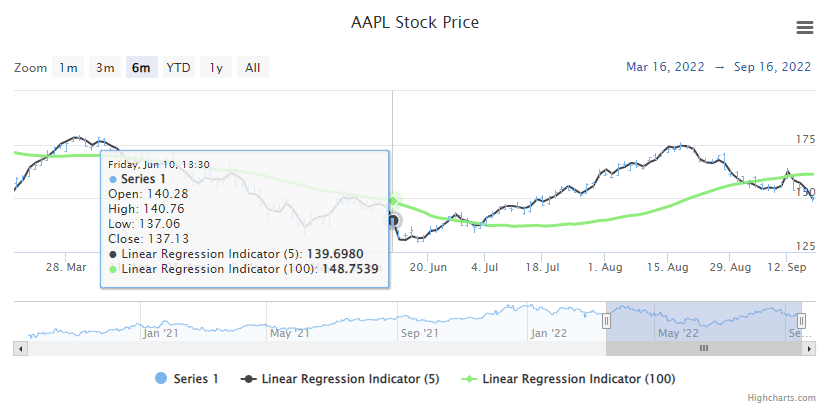 AAPL Stock Price
Zoom 1m 3m 6m YTD 1y All
Mar 16, 2022 → Sep 16, 2022
175
150
125
Friday, Jun 10, 13:30
● Series 1
Open: 140.28
High: 140.76
Low: 137.06
Close: 137.13
● Linear Regression Indicator (5): 139.6980
● Linear Regression Indicator (100): 148.7539
28. Mar 20. Jun 4. Jul 18. Jul 1. Aug 15. Aug 29. Aug 12. Sep
Jan '21 May '21 Sep '21 Jan '22 May '22 Se...
Series 1 Linear Regression Indicator (5) Linear Regression Indicator (100)
Highcharts.com